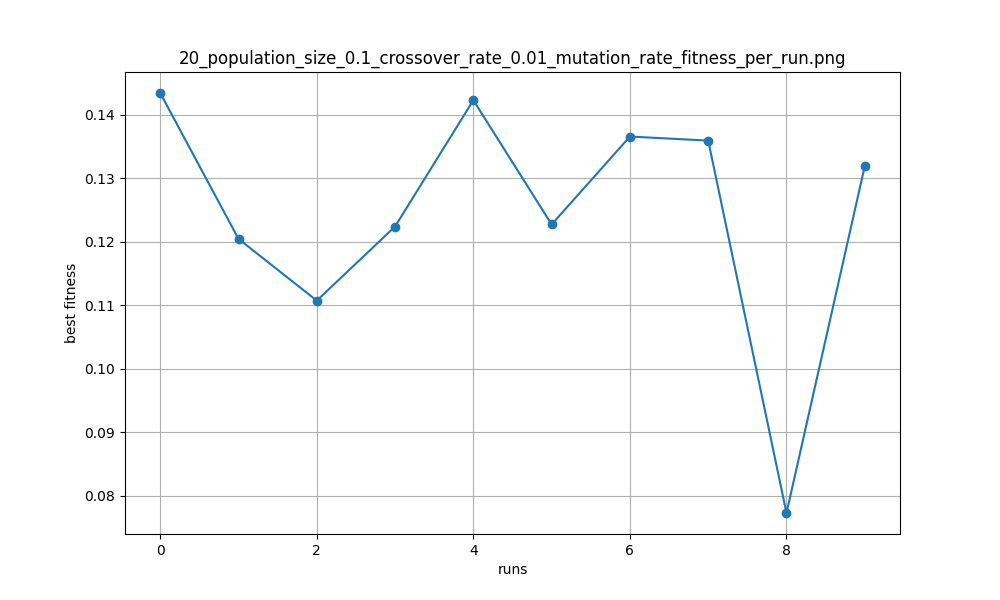 20_population_size_0.1_crossover_rate_0.01_mutation_rate_fitness_per_run.png
0.14
0.13
0.12
0.11
0.10
0.09
0.08
best fitness
0 2 4 6 8
runs